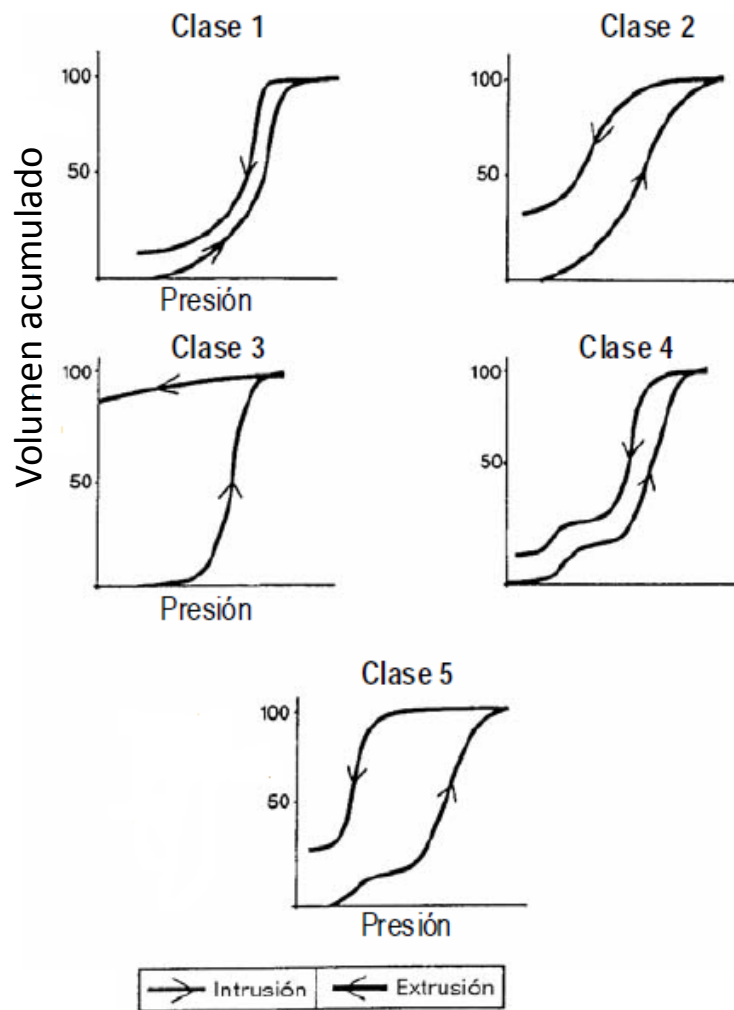 Clase 1
Clase 2
Volumen acumulado
100
50
Presión
100
50
Clase 3
100
50
Presión
Clase 4
100
50
Clase 5
100
50
Presión
Intrusión
Extrusión